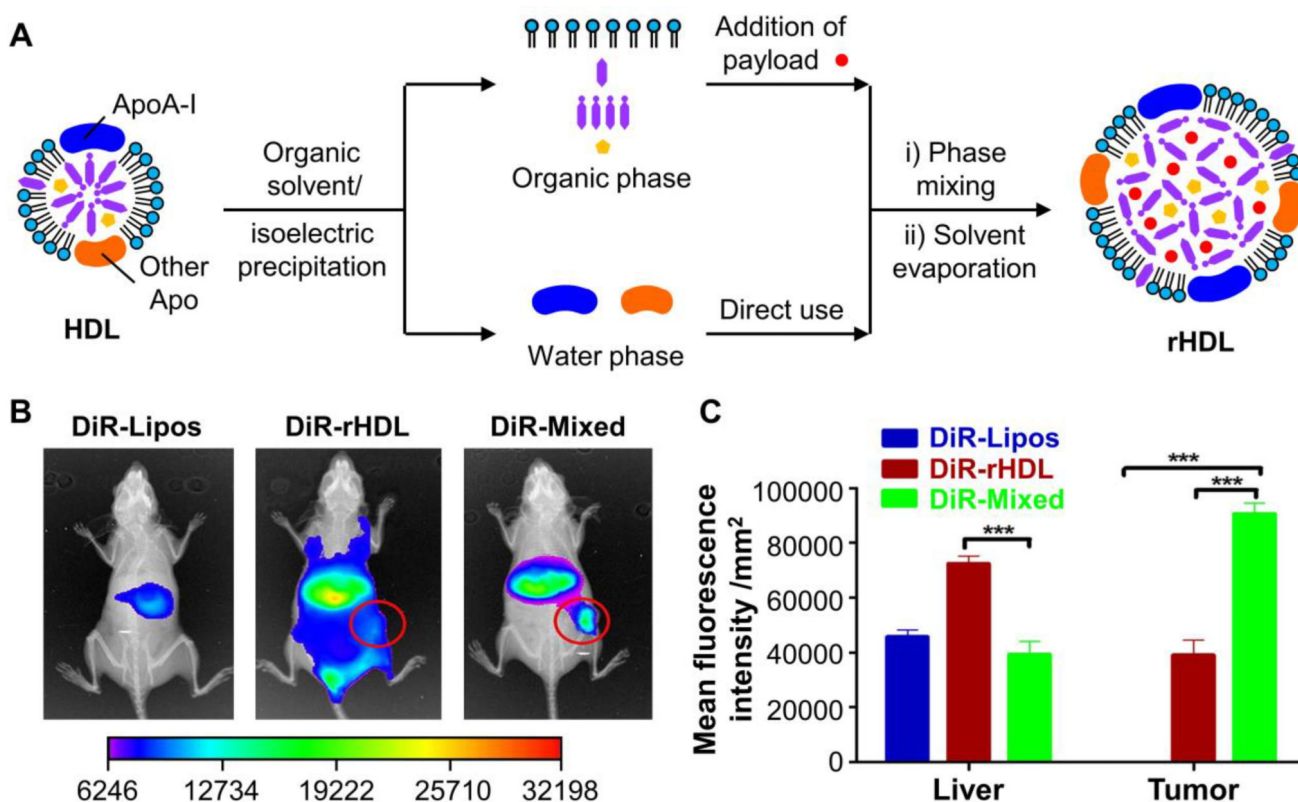 A
ApoA-I
Other
Apo
HDL
Organic
solvent/
isoelectric
precipitation
Organic phase
Water phase
Addition of
payload
Direct use
i) Phase
mixing
ii) Solvent
evaporation
rHDL
B
DiR-Lipos
DiR-rHDL
DiR-Mixed
6246 12734 19222 25710 32198
C
DiR-Lipos
DiR-rHDL
DiR-Mixed
***
***
***
Mean fluorescence
intensity /mm²
100000
80000
60000
40000
20000
0
Liver Tumor